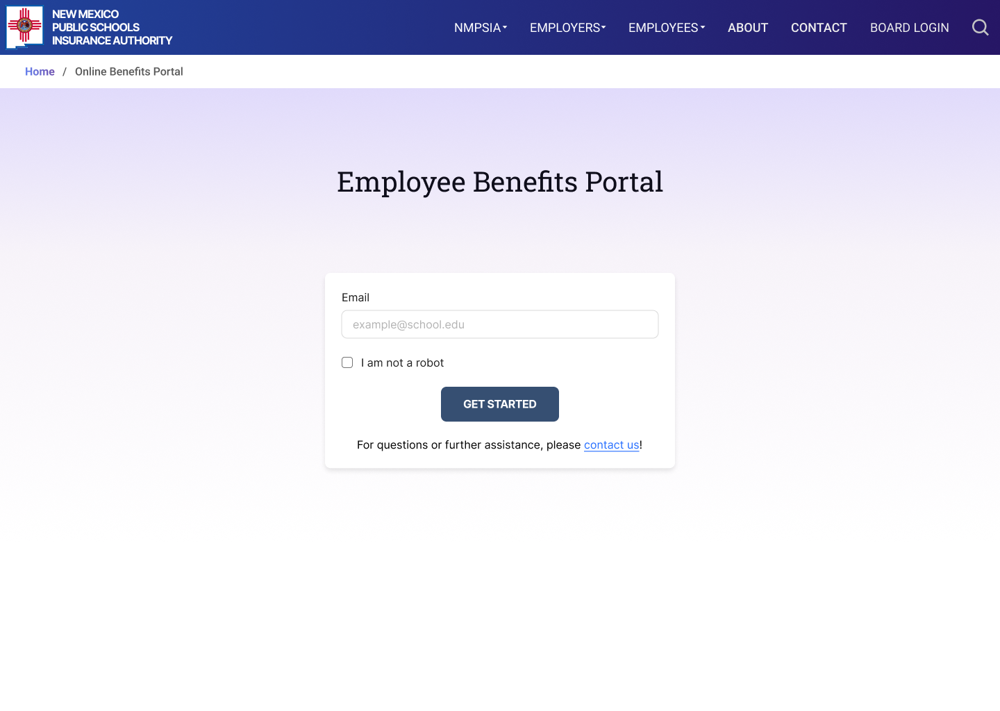 NEW MEXICO
PUBLIC SCHOOLS
INSURANCE AUTHORITY
NMPSIA EMPLOYERS EMPLOYEES ABOUT CONTACT BOARD LOGIN
Home / Online Benefits Portal
Employee Benefits Portal
Email
example@school.edu
I am not a robot
GET STARTED
For questions or further assistance, please contact us!